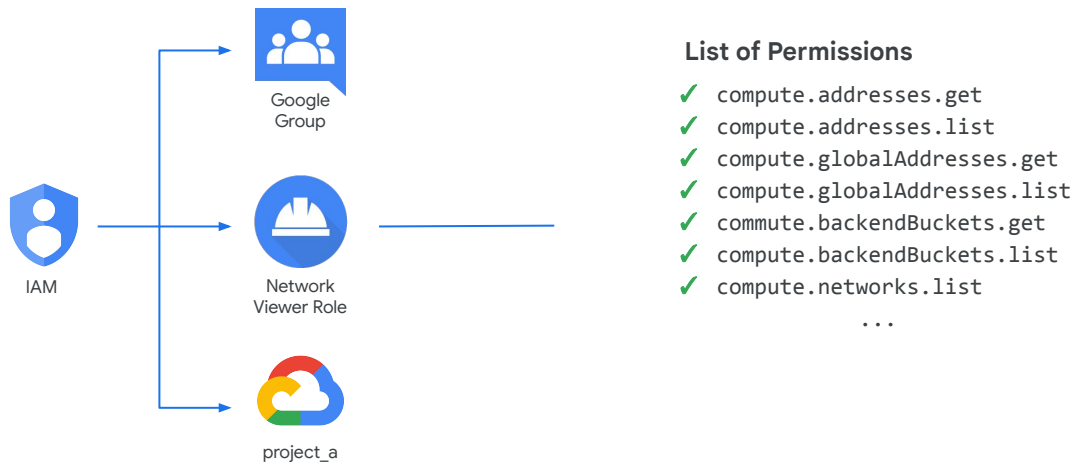 Google
Group
IAM
Network
Viewer Role
project_a
List of Permissions
✓ compute.addresses.get
✓ compute.addresses.list
✓ compute.globalAddresses.get
✓ compute.globalAddresses.list
✓ commute.backendBuckets.get
✓ compute.backendBuckets.list
✓ compute.networks.list
...